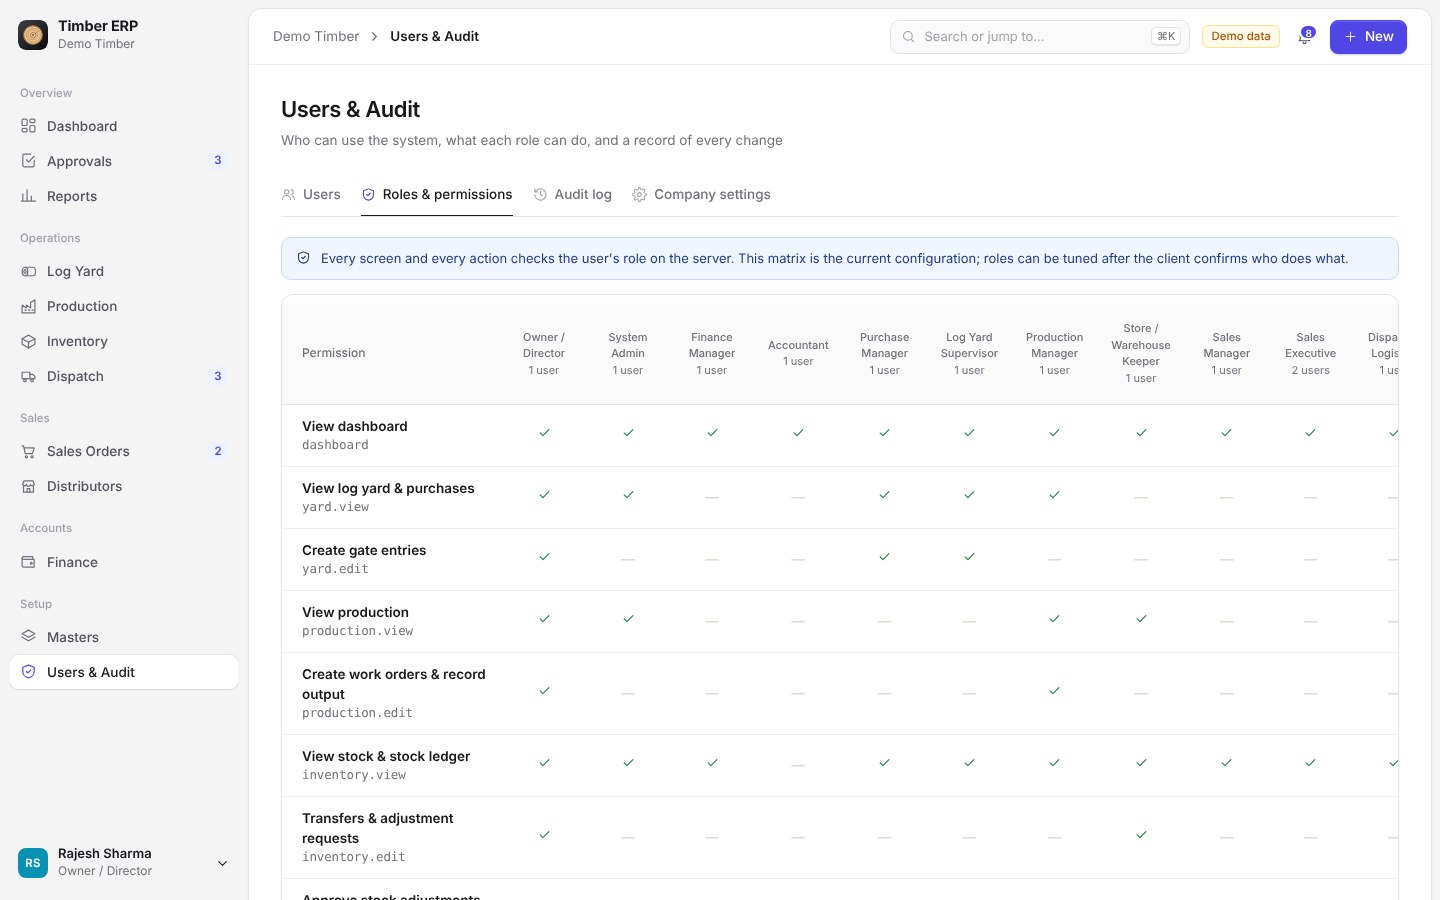 Timber ERP
Demo Timber
Overview
Dashboard
Approvals 3
Reports
Operations
Log Yard
Production
Inventory
Dispatch 3
Sales
Sales Orders 2
Distributors
Accounts
Finance
Setup
Masters
Users & Audit
RS
Rajesh Sharma
Owner / Director
Demo Timber > Users & Audit
Search or jump to...
⌘K
Demo data
8
+ New
Users & Audit
Who can use the system, what each role can do, and a record of every change
Users
Roles & permissions
Audit log
Company settings
Every screen and every action checks the user's role on the server. This matrix is the current configuration; roles can be tuned after the client confirms who does what.
Permission
Owner /
Director
1 user
System
Admin
1 user
Finance
Manager
1 user
Accountant
1 user
Purchase
Manager
1 user
Log Yard
Supervisor
1 user
Production
Manager
1 user
Store /
Warehouse
Keeper
1 user
Sales
Manager
1 user
Sales
Executive
2 users
View dashboard
dashboard
✓ ✓ ✓ ✓ ✓ ✓ ✓ ✓ ✓ ✓ ✓
View log yard & purchases
yard.view
✓ ✓ — — ✓ ✓ ✓ — — — —
Create gate entries
yard.edit
✓ — — — ✓ ✓ — — — — —
View production
production.view
✓ ✓ — — — — ✓ ✓ — — —
Create work orders & record
output
production.edit
✓ — — — — — ✓ — — — —
View stock & stock ledger
inventory.view
✓ ✓ ✓ — ✓ ✓ ✓ ✓ ✓ ✓ ✓
Transfers & adjustment
requests
inventory.edit
✓ — — — — — — ✓ — — —
Approve stock adjustments